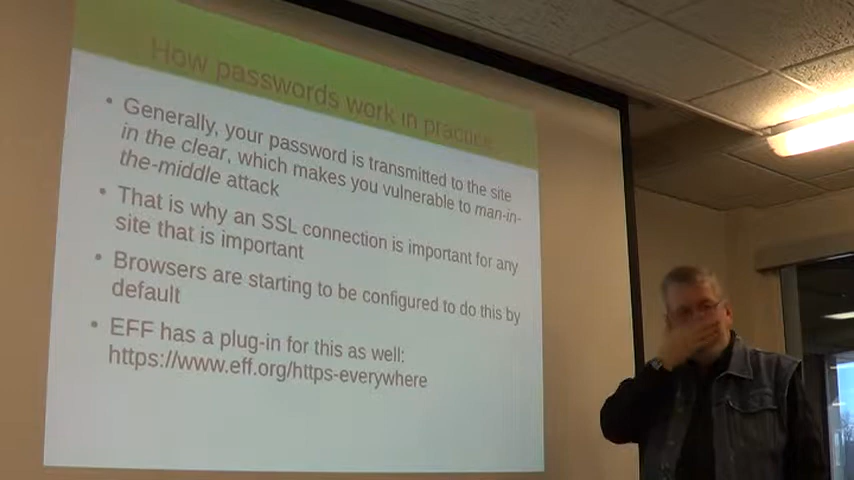 How passwords work in practice
• Generally, your password is transmitted to the site
in the clear, which makes you vulnerable to man-in-
the-middle attack
• That is why an SSL connection is important for any
site that is important
• Browsers are starting to be configured to do this by
default
• EFF has a plug-in for this as well:
https://www.eff.org/https-everywhere